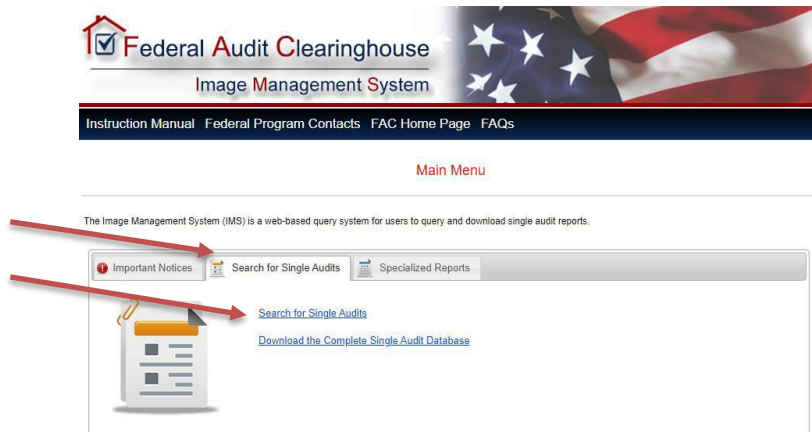 Federal Audit Clearinghouse
Image Management System
Instruction Manual Federal Program Contacts FAC Home Page FAQs
Main Menu
The Image Management System (IMS) is a web-based query system for users to query and download single audit reports.
Important Notices Search for Single Audits Specialized Reports
Search for Single Audits
Download the Complete Single Audit Database